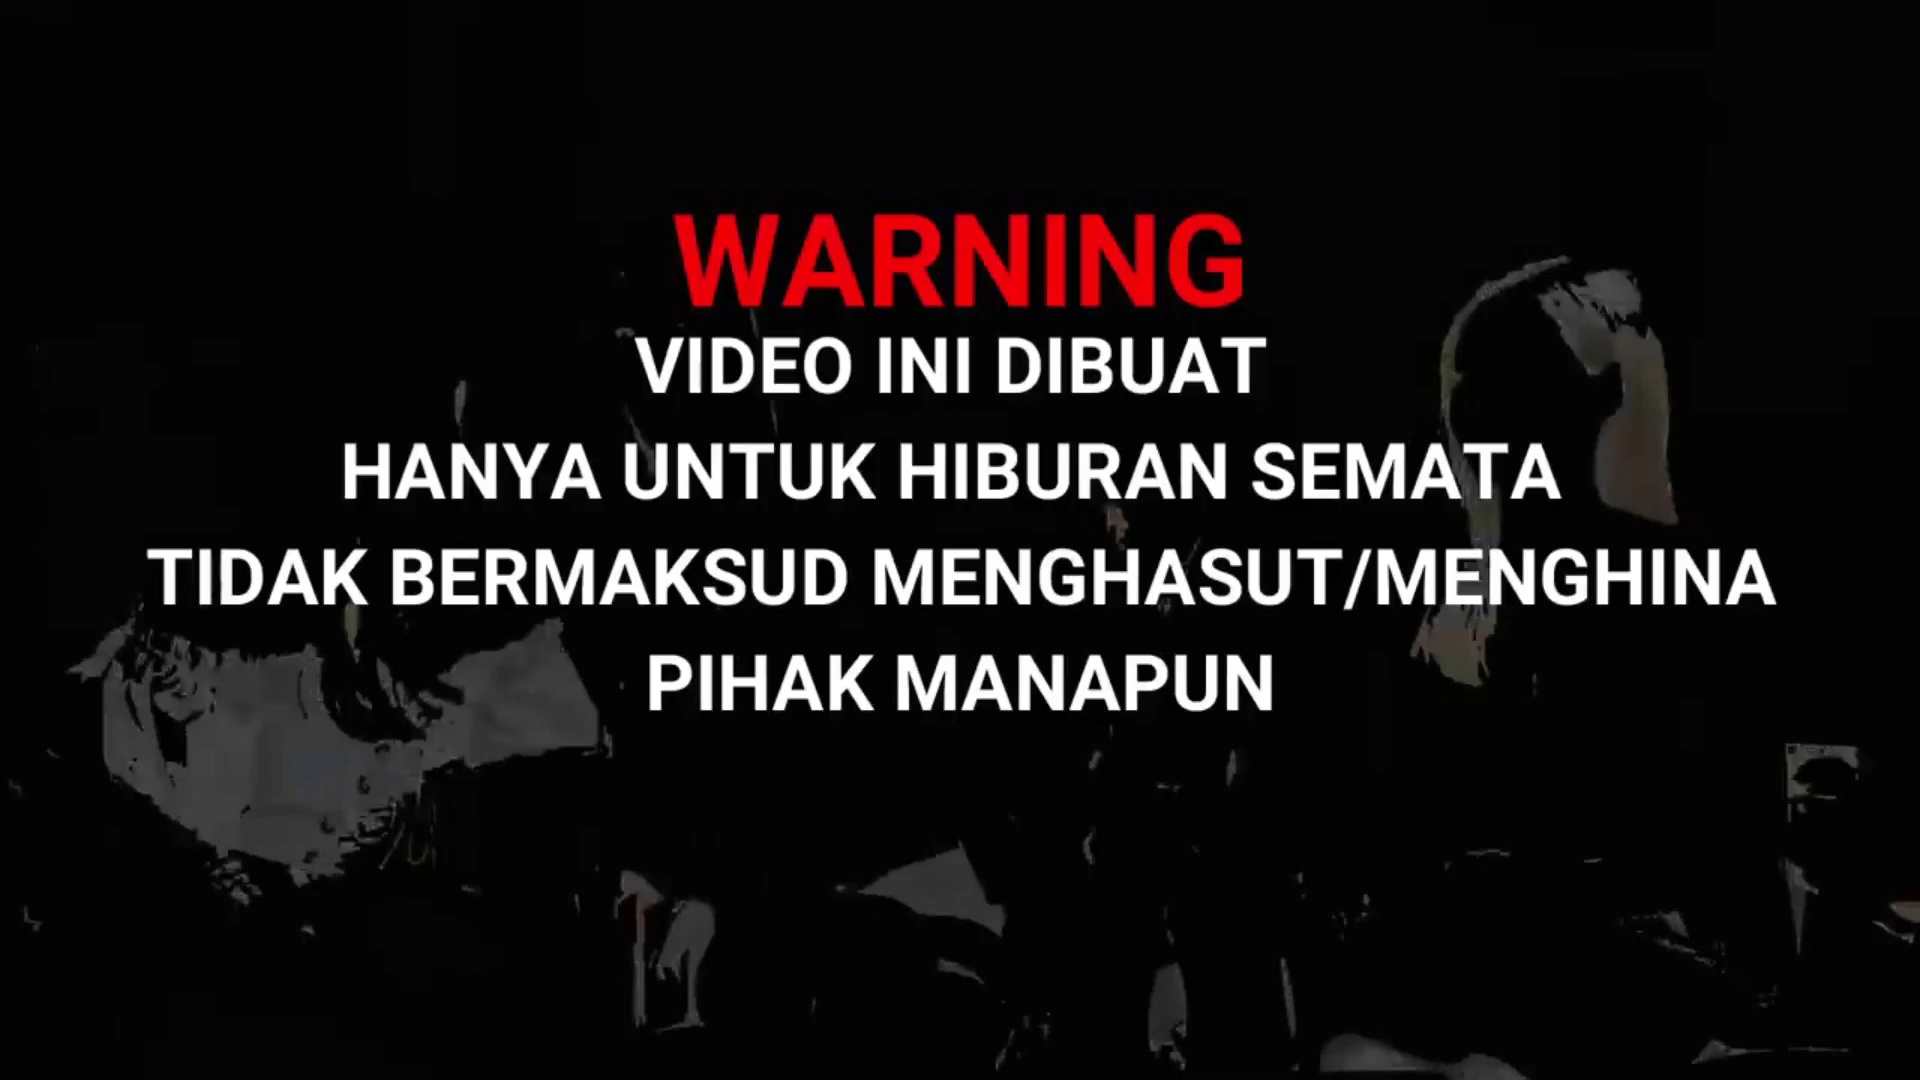 WARNING
VIDEO INI DIBUAT
HANYA UNTUK HIBURAN SEMATA
TIDAK BERMAKSUD MENGHASUT/MENGHINA
PIHAK MANAPUN